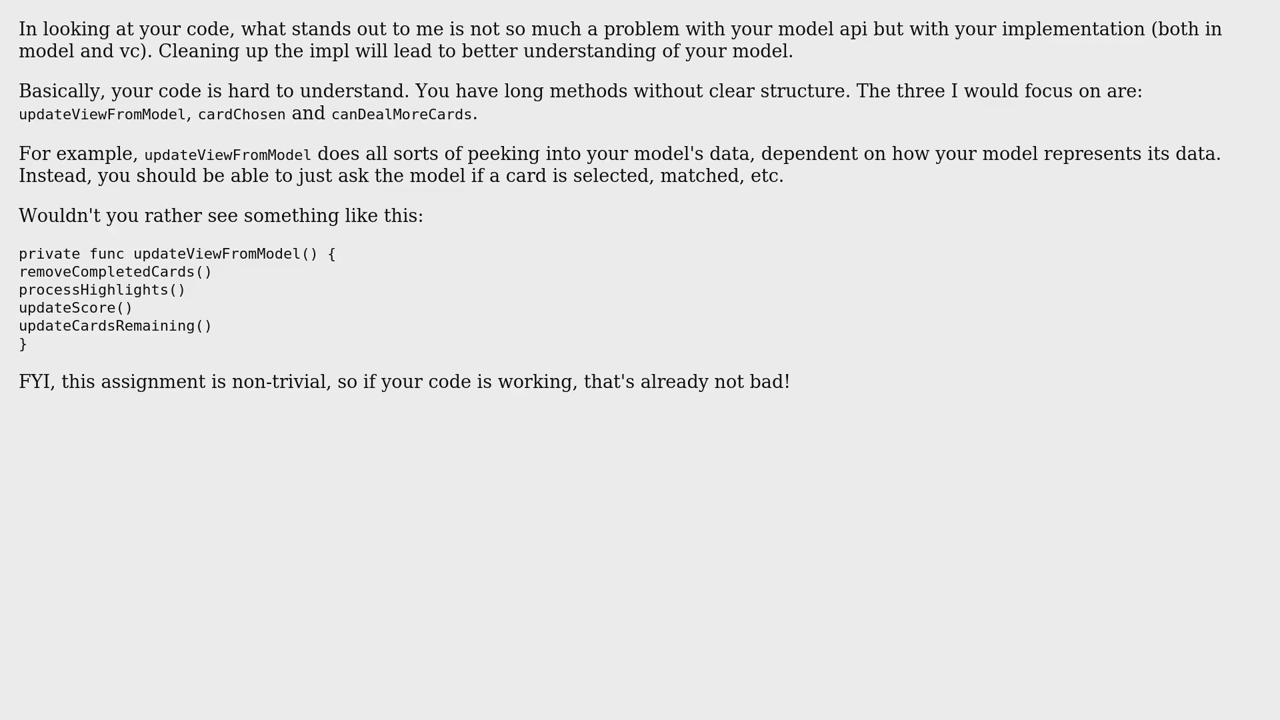 In looking at your code, what stands out to me is not so much a problem with your model api but with your implementation (both in
model and vc). Cleaning up the impl will lead to better understanding of your model.
Basically, your code is hard to understand. You have long methods without clear structure. The three I would focus on are:
updateViewFromModel, cardChosen and canDealMoreCards.
For example, updateViewFromModel does all sorts of peeking into your model's data, dependent on how your model represents its data.
Instead, you should be able to just ask the model if a card is selected, matched, etc.
Wouldn't you rather see something like this:
private func updateViewFromModel() {
removeCompletedCards()
processHighlights()
updateScore()
updateCardsRemaining()
}
FYI, this assignment is non-trivial, so if your code is working, that's already not bad!